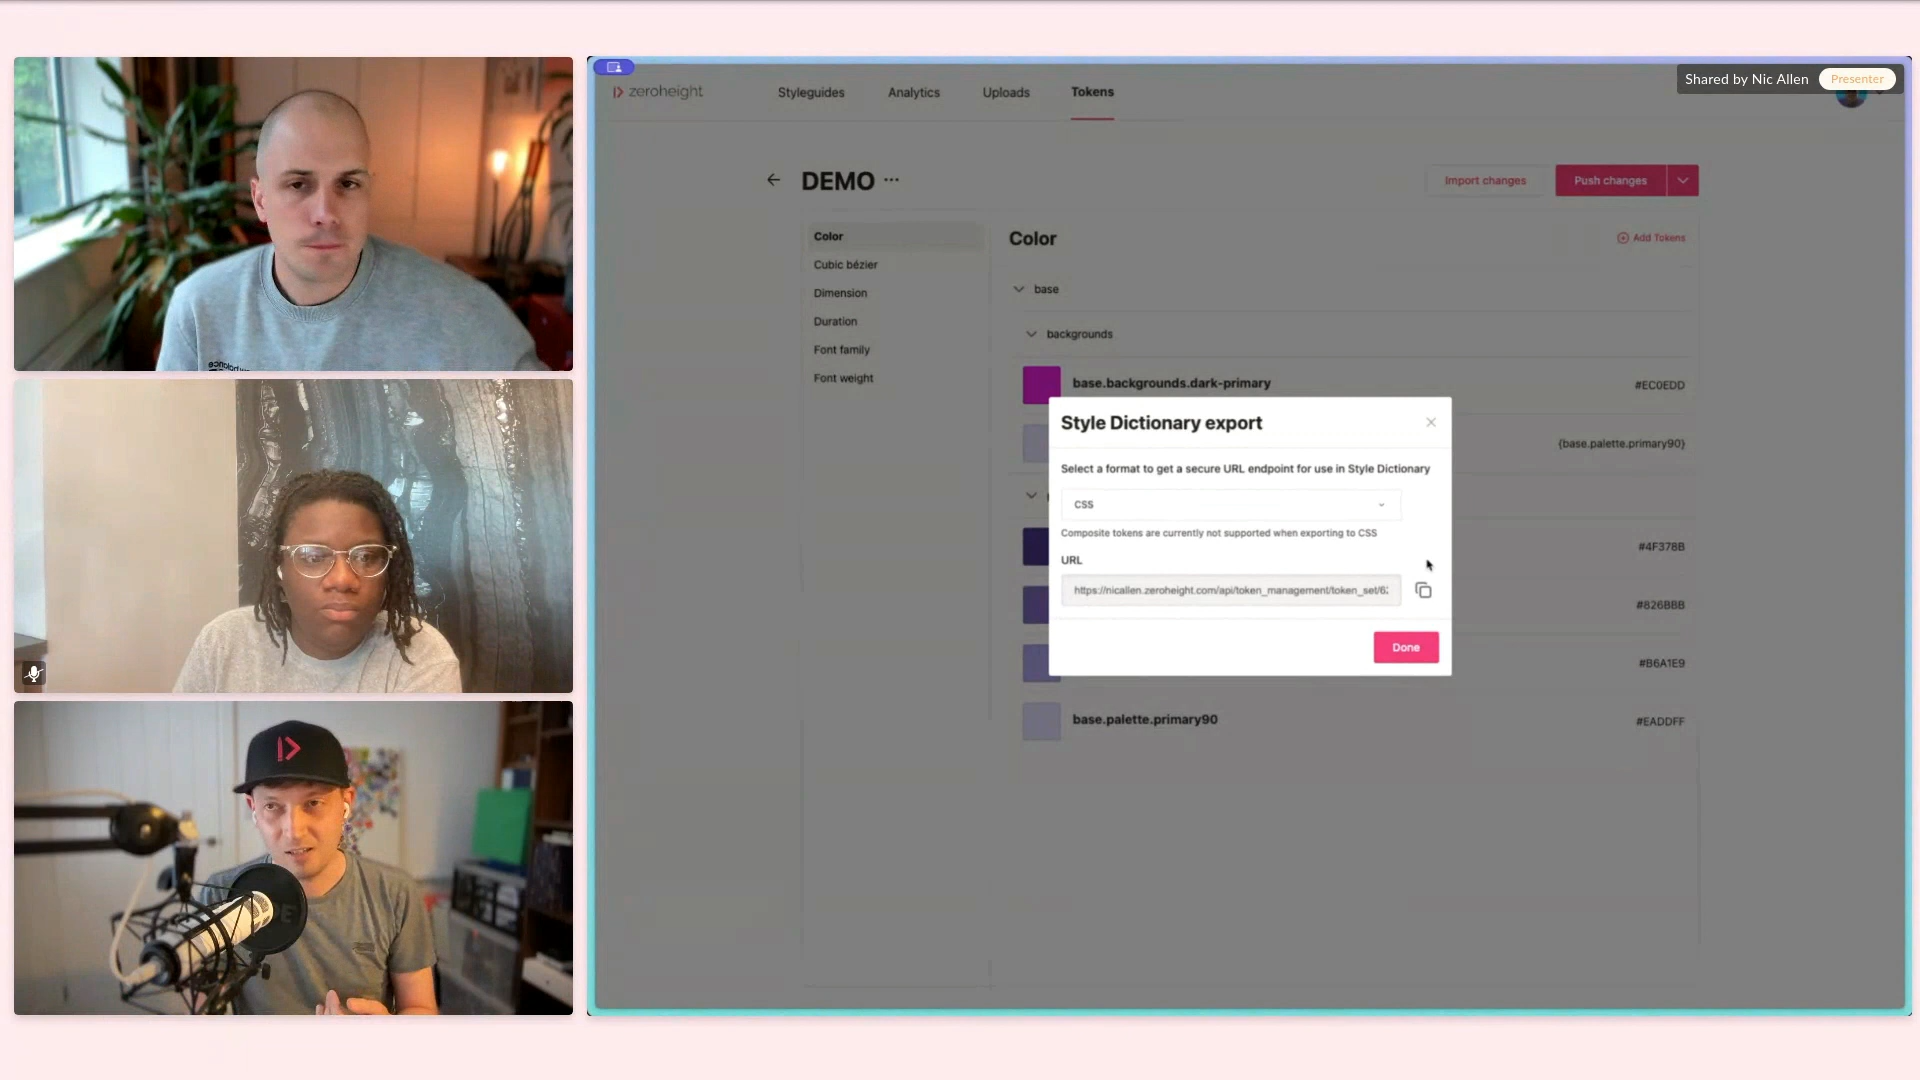 Shared by Nic Allen Presenter
zeroheight Styleguides Analytics Uploads Tokens
DEMO ...
Import changes Push changes
Color
Cubic bézier
Dimension
Duration
Font family
Font weight
Color
Add Tokens
base
backgrounds
base.backgrounds.dark-primary #EC0EDD
{base.palette.primary90}
#4F378B
#826BBB
#B6A1E9
base.palette.primary90 #EADDFF
Style Dictionary export
Select a format to get a secure URL endpoint for use in Style Dictionary
CSS
Composite tokens are currently not supported when exporting to CSS
URL
https://nicallen.zeroheight.com/api/token_management/token_set/6
Done